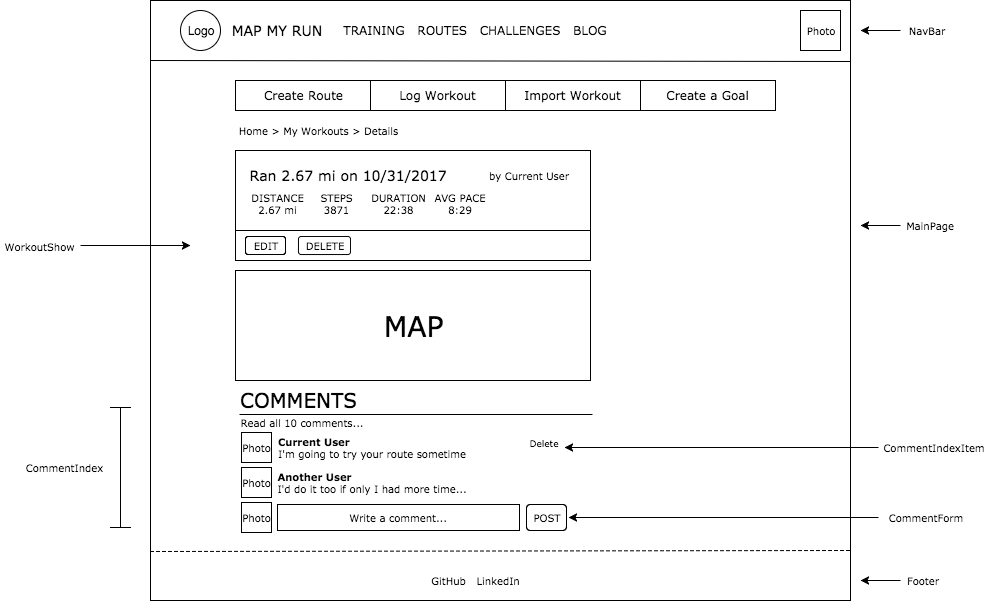 Logo MAP MY RUN TRAINING ROUTES CHALLENGES BLOG Photo NavBar
Create Route Log Workout Import Workout Create a Goal
Home > My Workouts > Details
Ran 2.67 mi on 10/31/2017 by Current User
DISTANCE STEPS DURATION AVG PACE
2.67 mi 3871 22:38 8:29
MainPage
WorkoutShow EDIT DELETE
MAP
COMMENTS
Read all 10 comments...
Photo Current User Delete
I'm going to try your route sometime
CommentIndexItem
CommentIndex
Photo Another User
I'd do it too if only I had more time...
Photo Write a comment... POST CommentForm
GitHub LinkedIn Footer